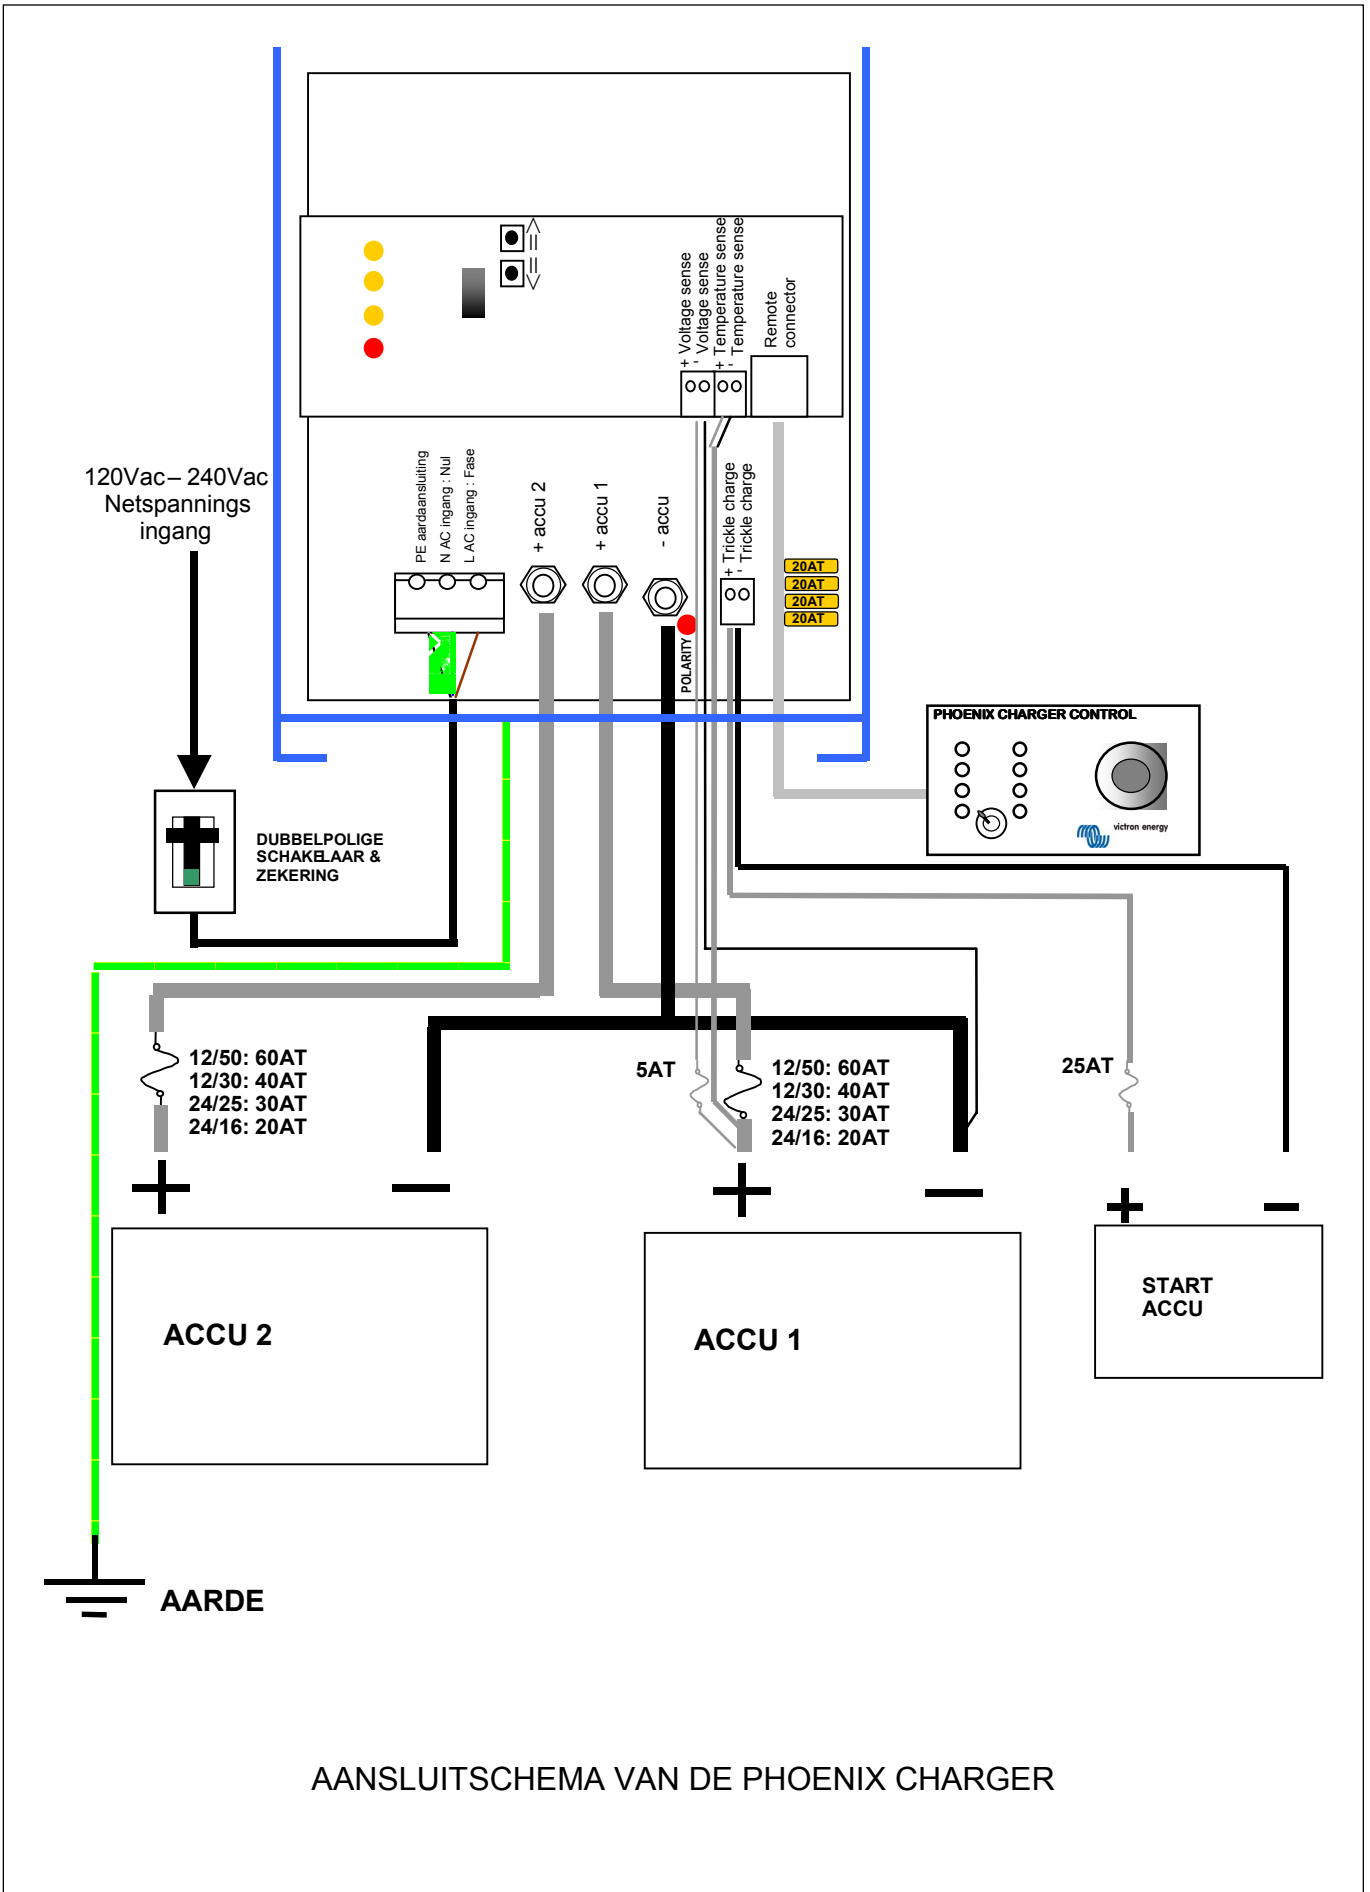 + Voltage sense
- Voltage sense
+ Temperature sense
- Temperature sense
Remote
connector
120Vac– 240Vac
Netspannings
ingang
PE aardaansluiting
N AC ingang : Nul
L AC ingang : Fase
+ accu 2
+ accu 1
- accu
+ Trickle charge
- Trickle charge
20AT
20AT
20AT
20AT
POLARITY
PHOENIX CHARGER CONTROL
victron energy
DUBBELPOLIGE
SCHAKELAAR &
ZEKERING
12/50: 60AT
12/30: 40AT
24/25: 30AT
24/16: 20AT
5AT
12/50: 60AT
12/30: 40AT
24/25: 30AT
24/16: 20AT
25AT
+
–
+
–
+
–
ACCU 2
ACCU 1
START
ACCU
AARDE
AANSLUITSCHEMA VAN DE PHOENIX CHARGER